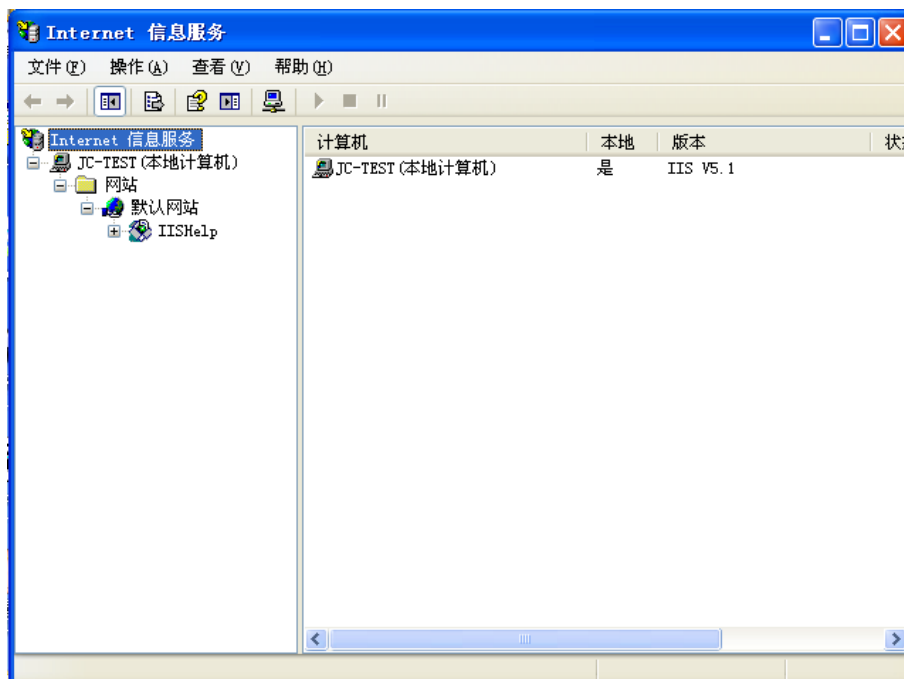 Internet 信息服务
文件(F) 操作(A) 查看(V) 帮助(H)
Internet 信息服务
JC-TEST(本地计算机)
网站
默认网站
IISHelp
计算机 本地 版本 状
JC-TEST(本地计算机) 是 IIS V5.1